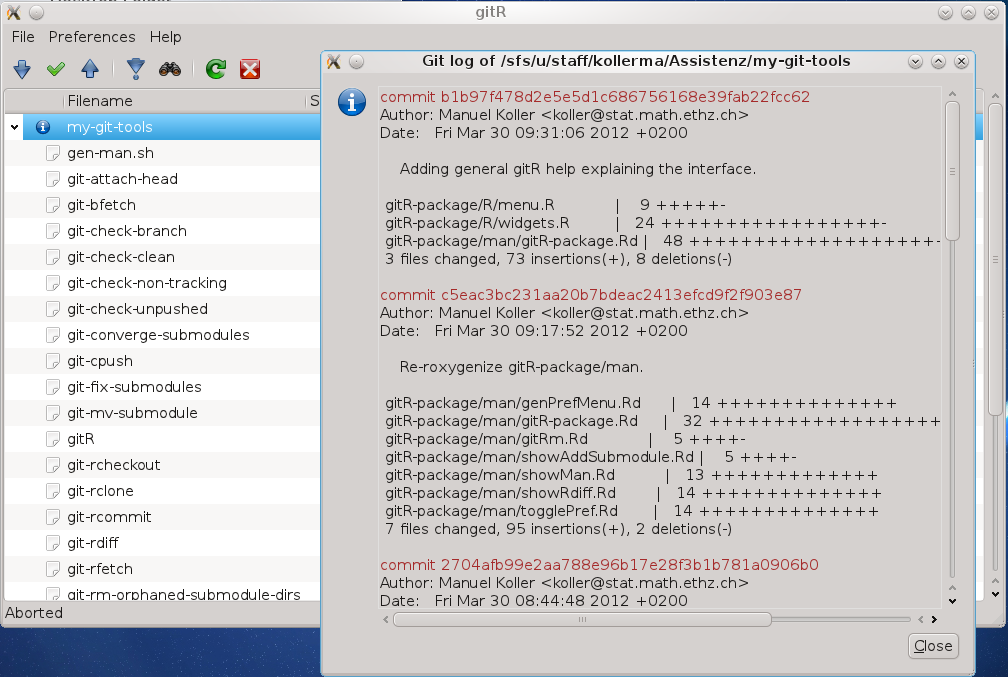 gitR
File Preferences Help
Filename S
my-git-tools
gen-man.sh
git-attach-head
git-bfetch
git-check-branch
git-check-clean
git-check-non-tracking
git-check-unpushed
git-converge-submodules
git-cpush
git-fix-submodules
git-mv-submodule
gitR
git-rcheckout
git-rclone
git-rcommit
git-rdiff
git-rfetch
git-rm-orphaned-submodule-dirs
Aborted
Git log of /sfs/u/staff/kollerma/Assistenz/my-git-tools
commit b1b97f478d2e5e5d1c686756168e39fab22fcc62
Author: Manuel Koller <koller@stat.math.ethz.ch>
Date: Fri Mar 30 09:31:06 2012 +0200
Adding general gitR help explaining the interface.
gitR-package/R/menu.R | 9 +++++-
gitR-package/R/widgets.R | 24 +++++++++++++++++-
gitR-package/man/gitR-package.Rd | 48 +++++++++++++++++++-
3 files changed, 73 insertions(+), 8 deletions(-)
commit c5eac3bc231aa20b7bdeac2413efcd9f2f903e87
Author: Manuel Koller <koller@stat.math.ethz.ch>
Date: Fri Mar 30 09:17:52 2012 +0200
Re-roxygenize gitR-package/man.
gitR-package/man/genPrefMenu.Rd | 14 ++++++++++++++
gitR-package/man/gitR-package.Rd | 32 ++++++++++++++++++
gitR-package/man/gitRm.Rd | 5 ++++-
gitR-package/man/showAddSubmodule.Rd | 5 ++++-
gitR-package/man/showMan.Rd | 13 +++++++++++++
gitR-package/man/showRdiff.Rd | 14 ++++++++++++++
gitR-package/man/togglePref.Rd | 14 ++++++++++++++
7 files changed, 95 insertions(+), 2 deletions(-)
commit 2704afb99e2aa788e96b17e28f3b1b781a0906b0
Author: Manuel Koller <koller@stat.math.ethz.ch>
Date: Fri Mar 30 08:44:48 2012 +0200
Close